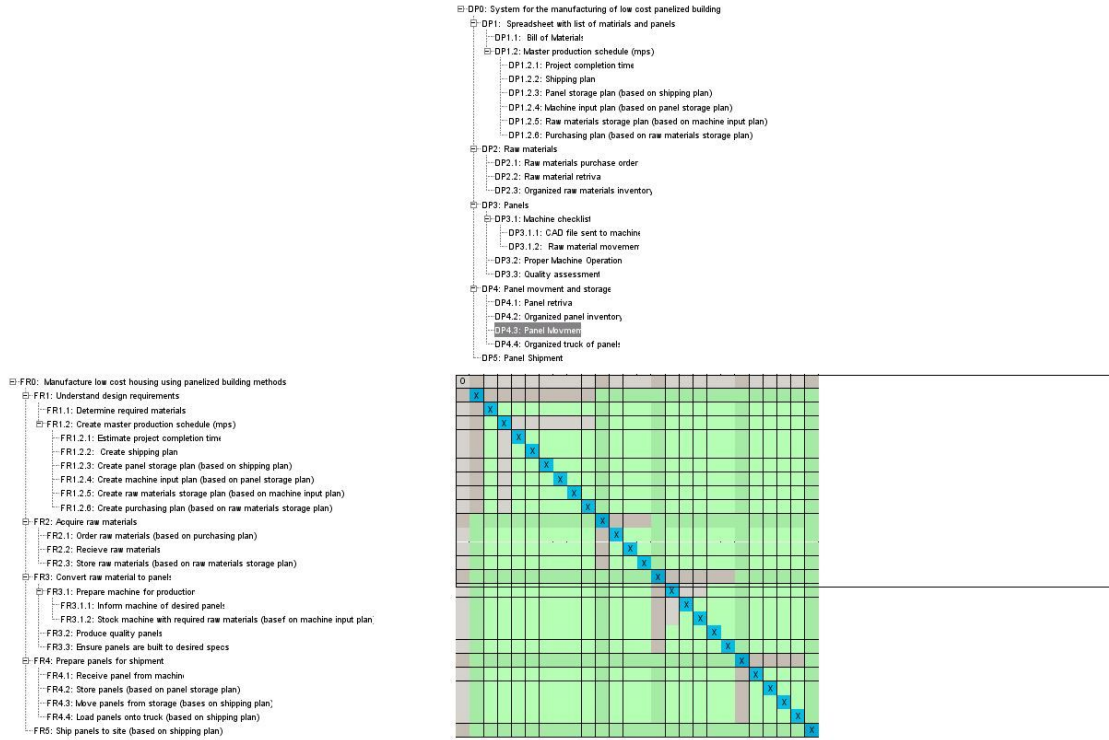 DP0: System for the manufacturing of low cost panelized building
DP1: Spreadsheet with list of matirials and panels
DP1.1: Bill of Materials
DP1.2: Master production schedule (mps)
DP1.2.1: Project completion time
DP1.2.2: Shipping plan
DP1.2.3: Panel storage plan (based on shipping plan)
DP1.2.4: Machine input plan (based on panel storage plan)
DP1.2.5: Raw materials storage plan (based on machine input plan)
DP1.2.6: Purchasing plan (based on raw materials storage plan)
DP2: Raw materials
DP2.1: Raw materials purchase order
DP2.2: Raw material retriva
DP2.3: Organized raw materials inventory
DP3: Panels
DP3.1: Machine checklist
DP3.1.1: CAD file sent to machine
DP3.1.2: Raw material movemen
DP3.2: Proper Machine Operation
DP3.3: Quality assessment
DP4: Panel movment and storage
DP4.1: Panel retriva
DP4.2: Organized panel inventory
DP4.3: Panel Movmen
DP4.4: Organized truck of panels
DP5: Panel Shipment
FR0: Manufacture low cost housing using panelized building methods
O
FR1: Understand design requirements
X
FR1.1: Determine required materials
X
FR1.2: Create master production schedule (mps)
X
FR1.2.1: Estimate project completion time
X
FR1.2.2: Create shipping plan
X
FR1.2.3: Create panel storage plan (based on shipping plan)
X
FR1.2.4: Create machine input plan (based on panel storage plan)
X
FR1.2.5: Create raw materials storage plan (based on machine input plan)
X
FR1.2.6: Create purchasing plan (based on raw materials storage plan)
X
FR2: Acquire raw materials
X
FR2.1: Order raw materials (based on purchasing plan)
X
FR2.2: Recieve raw materials
X
FR2.3: Store raw materials (based on raw materials storage plan)
X
FR3: Convert raw material to panels
X
FR3.1: Prepare machine for production
X
FR3.1.1: Inform machine of desired panels
X
FR3.1.2: Stock machine with required raw materials (basef on machine input plan
X
FR3.2: Produce quality panels
X
FR3.3: Ensure panels are built to desired specs
X
FR4: Prepare panels for shipment
X
FR4.1: Receive panel from machine
X
FR4.2: Store panels (based on panel storage plan)
X
FR4.3: Move panels from storage (bases on shipping plan)
X
FR4.4: Load panels onto truck (based on shipping plan)
X
FR5: Ship panels to site (based on shipping plan)
X